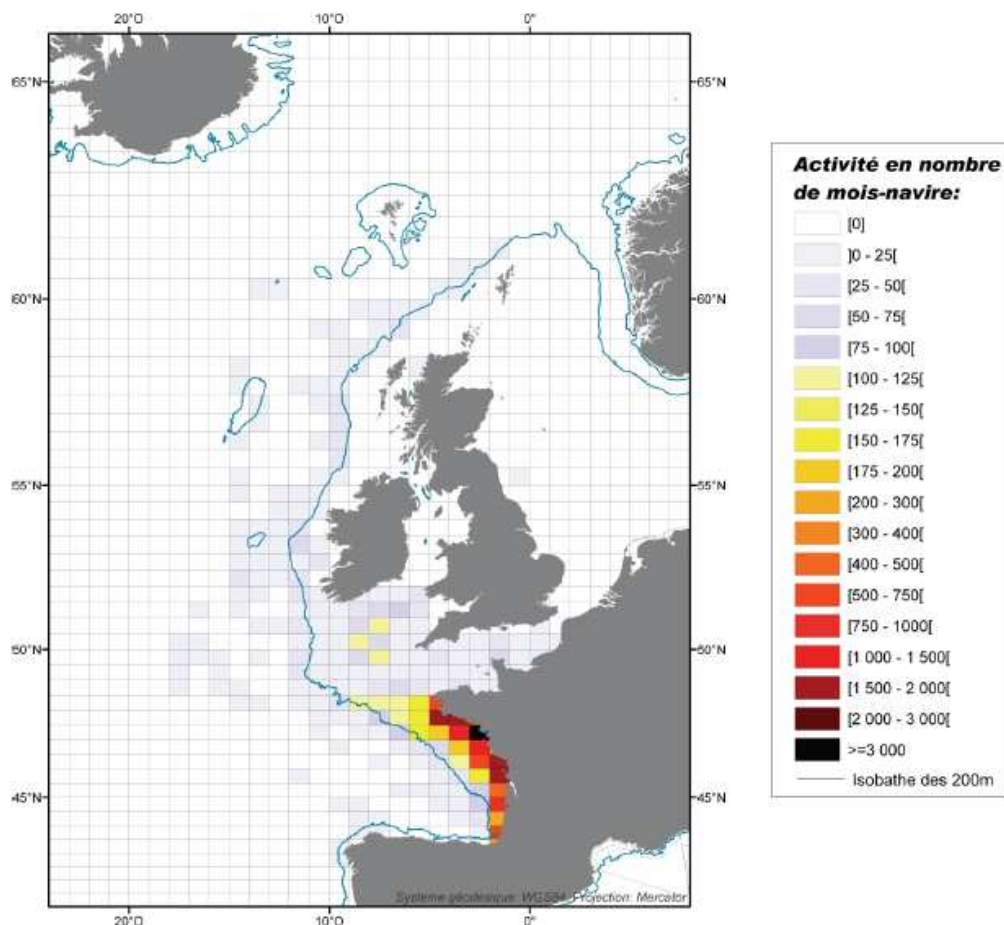 20°O 10°O 0°
65°N 65°N
60°N 60°N
55°N 55°N
50°N 50°N
45°N 45°N
Système géodésique: WGS84, Projection: Mercator
20°O 10°O 0°
Activité en nombre
de mois-navire:
[0]
]0 - 25[
[25 - 50[
[50 - 75[
[75 - 100[
[100 - 125[
[125 - 150[
[150 - 175[
[175 - 200[
[200 - 300[
[300 - 400[
[400 - 500[
[500 - 750[
[750 - 1000[
[1 000 - 1 500[
[1 500 - 2 000[
[2 000 - 3 000[
>=3 000
Isobathe des 200m